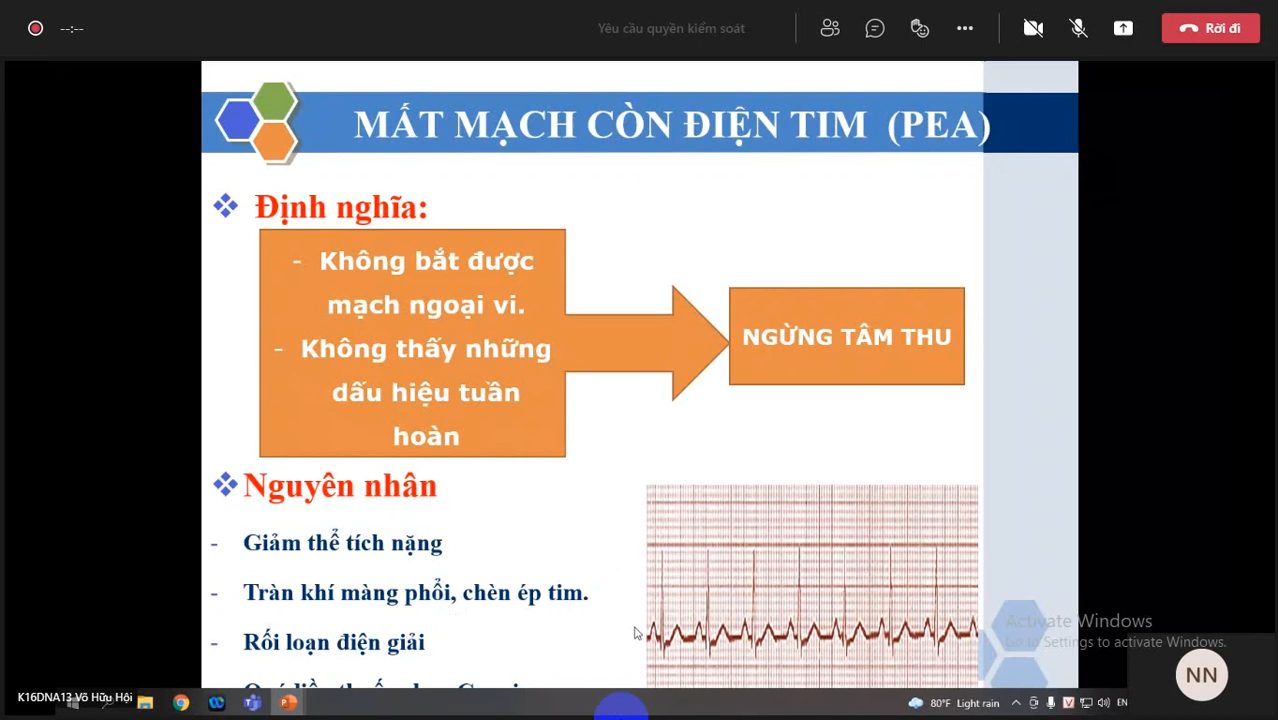 --:--
Yêu cầu quyền kiểm soát
Rời đi
MẤT MẠCH CÒN ĐIỆN TIM (PEA)
Định nghĩa:
- Không bắt được
mạch ngoại vi.
- Không thấy những
dấu hiệu tuần
hoàn
NGỪNG TÂM THU
Nguyên nhân
- Giảm thể tích nặng
- Tràn khí màng phổi, chèn ép tim.
- Rối loạn điện giải
Activate Windows
Go to Settings to activate Windows.
NN
K16DNA13 Võ Hữu Hội
80°F Light rain
EN